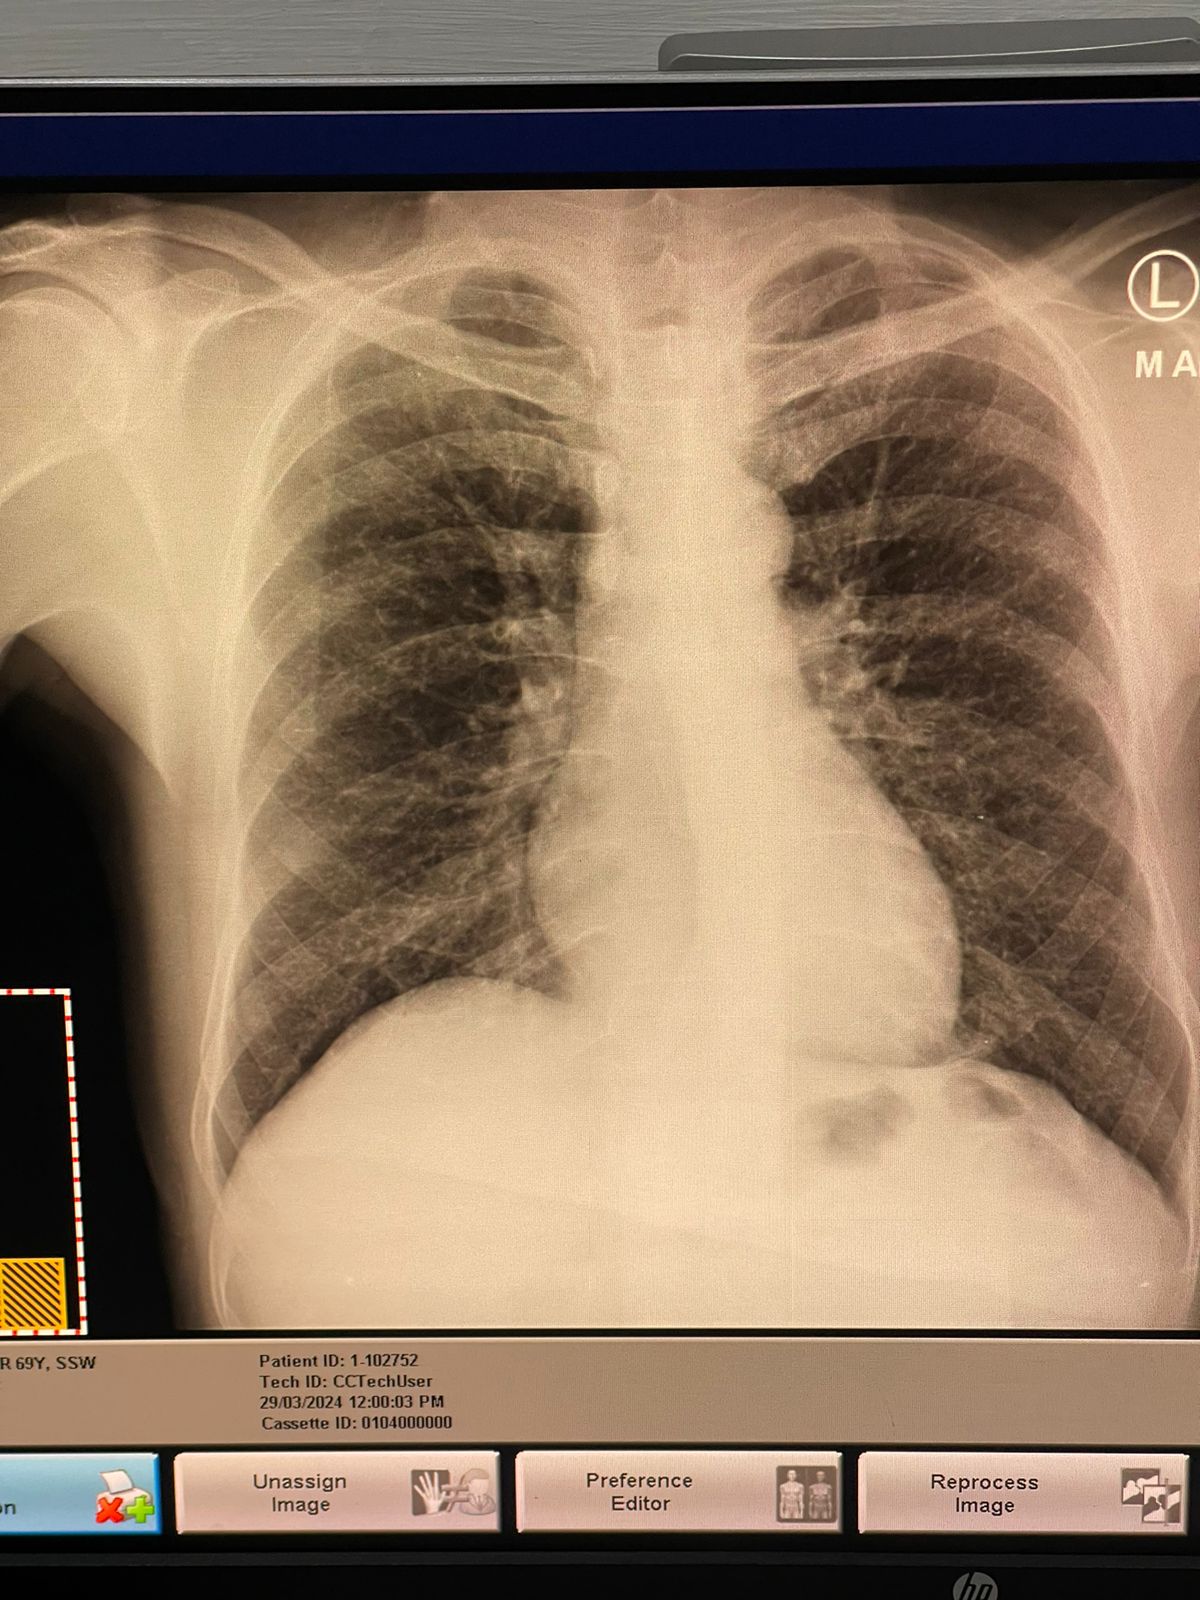 L
M A
R 69Y, SSW
Patient ID: 1-102752
Tech ID: CCTechUser
29/03/2024 12:00:03 PM
Cassette ID: 0104000000
on
Unassign
Image
Preference
Editor
Reprocess
Image
hp